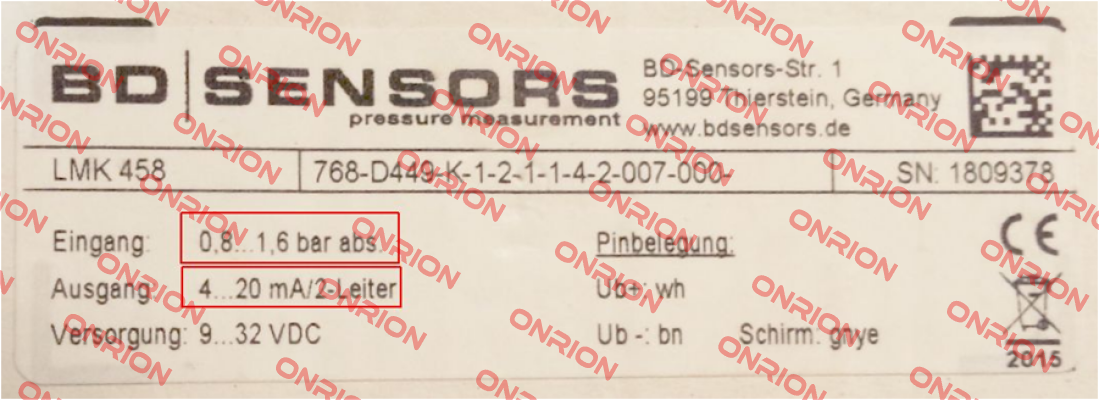 BD SENSORS
pressure measurement
BD-Sensors-Str. 1
95199 Thierstein, Germany
www.bdsensors.de
LMK 458 768-D449-K-1-2-1-1-4-2-007-000- SN: 1809378
Eingang: 0,8...1,6 bar abs Pinbelegung:
Ausgang: 4...20 mA/2-Leiter Ub+: wh
Versorgung: 9...32 VDC Ub -: bn Schirm: gnye
CE
2015
ONRION